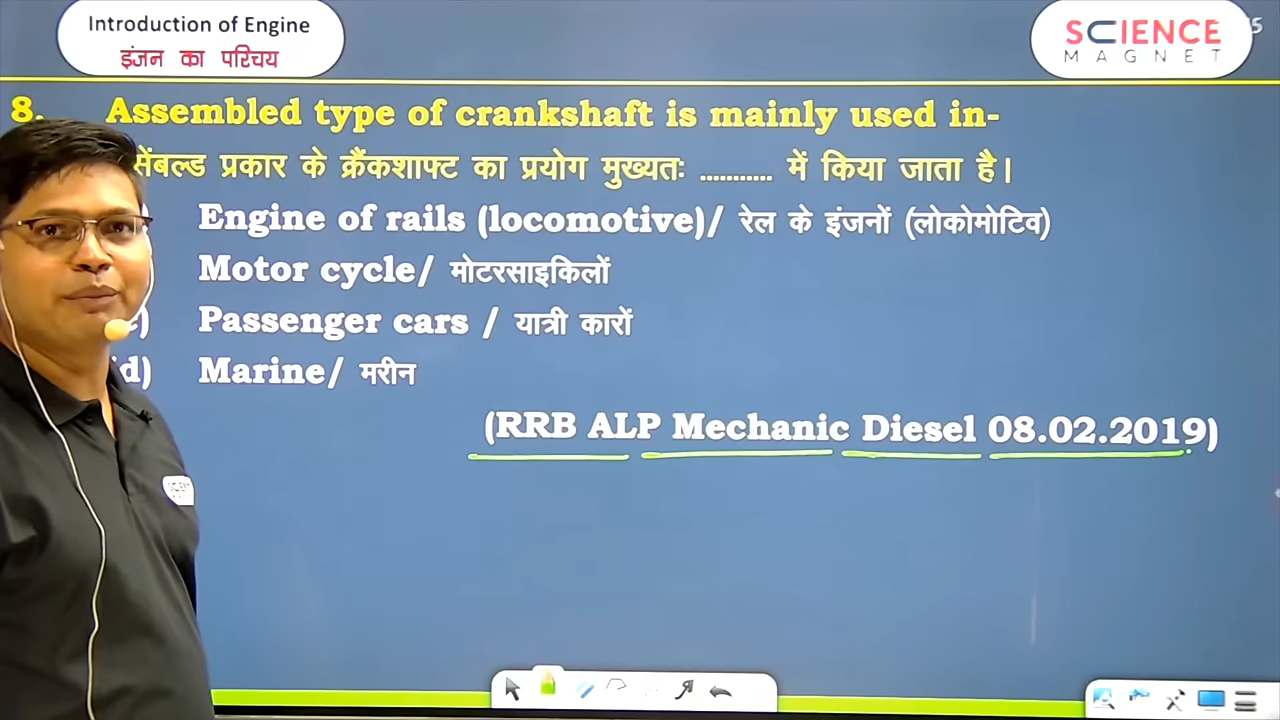 Introduction of Engine
इंजन का परिचय
SCIENCE
MAGNET
8. Assembled type of crankshaft is mainly used in-
सेंबल्ड प्रकार के क्रैंकशाफ्ट का प्रयोग मुख्यतः ........... में किया जाता है।
Engine of rails (locomotive)/ रेल के इंजनों (लोकोमोटिव)
Motor cycle/ मोटरसाइकिलों
Passenger cars / यात्री कारों
d) Marine/ मरीन
(RRB ALP Mechanic Diesel 08.02.2019)